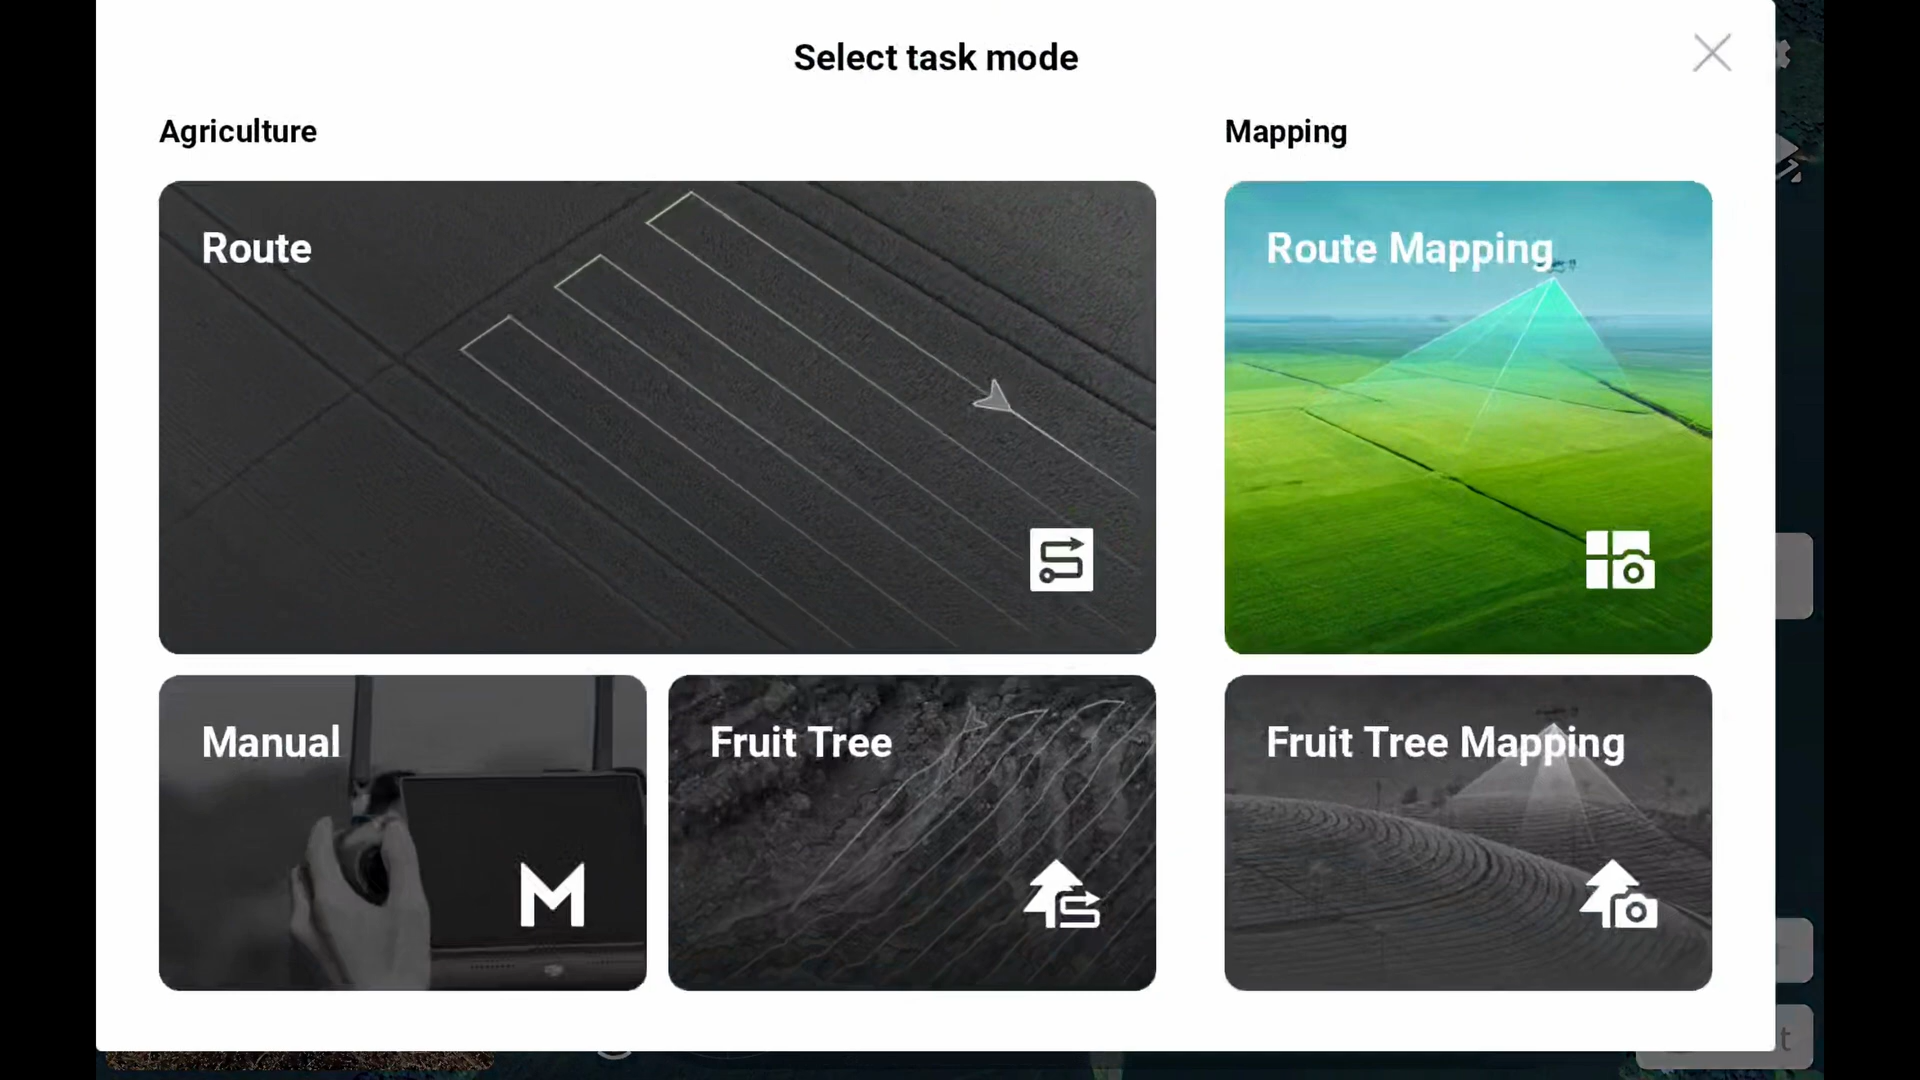 Select task mode
Agriculture
Mapping
Route
Route Mapping
Manual
M
Fruit Tree
Fruit Tree Mapping
t